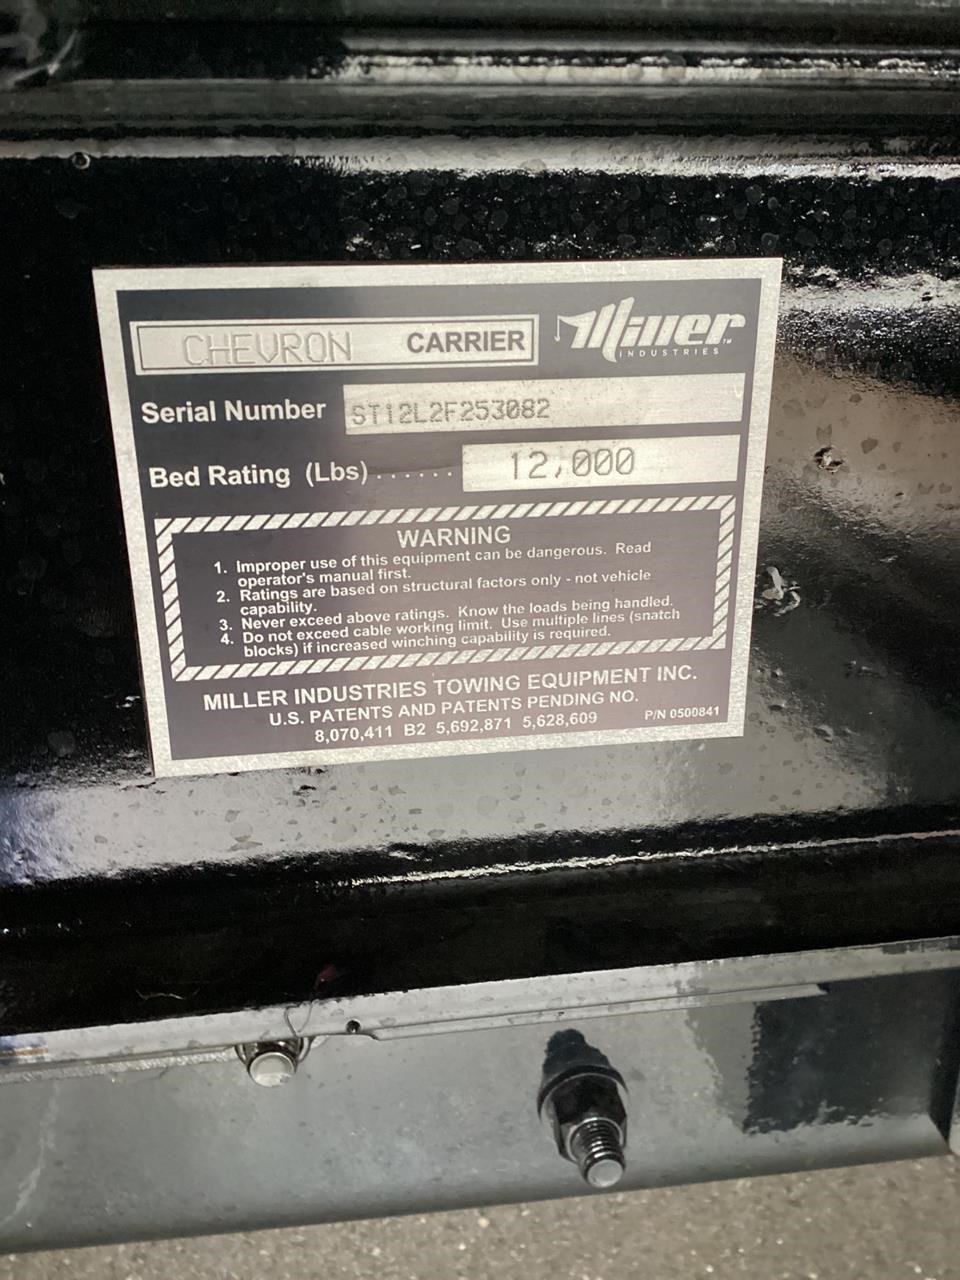 CHEVRON CARRIER
Miller™
INDUSTRIES
Serial Number ST12L2F253082
Bed Rating (Lbs) ...... 12,000
WARNING
1. Improper use of this equipment can be dangerous. Read
operator's manual first.
2. Ratings are based on structural factors only - not vehicle
capability.
3. Never exceed above ratings. Know the loads being handled.
4. Do not exceed cable working limit. Use multiple lines (snatch
blocks) if increased winching capability is required.
MILLER INDUSTRIES TOWING EQUIPMENT INC.
U.S. PATENTS AND PATENTS PENDING NO.
8,070,411 B2 5,692,871 5,628,609
P/N 0500841